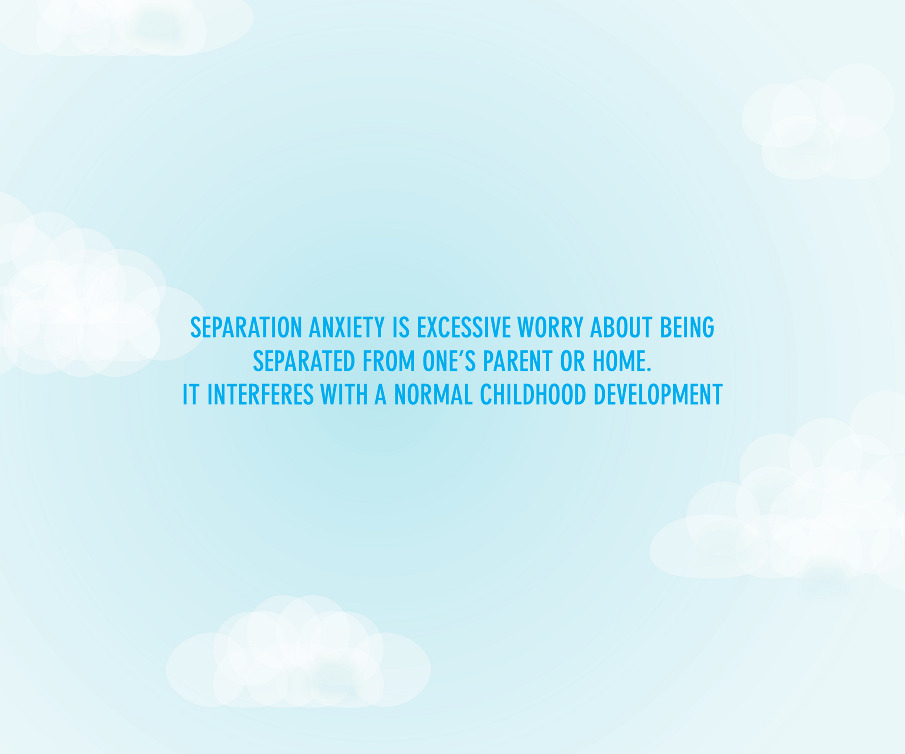 SEPARATION ANXIETY IS EXCESSIVE WORRY ABOUT BEING
SEPARATED FROM ONE'S PARENT OR HOME.
IT INTERFERES WITH A NORMAL CHILDHOOD DEVELOPMENT